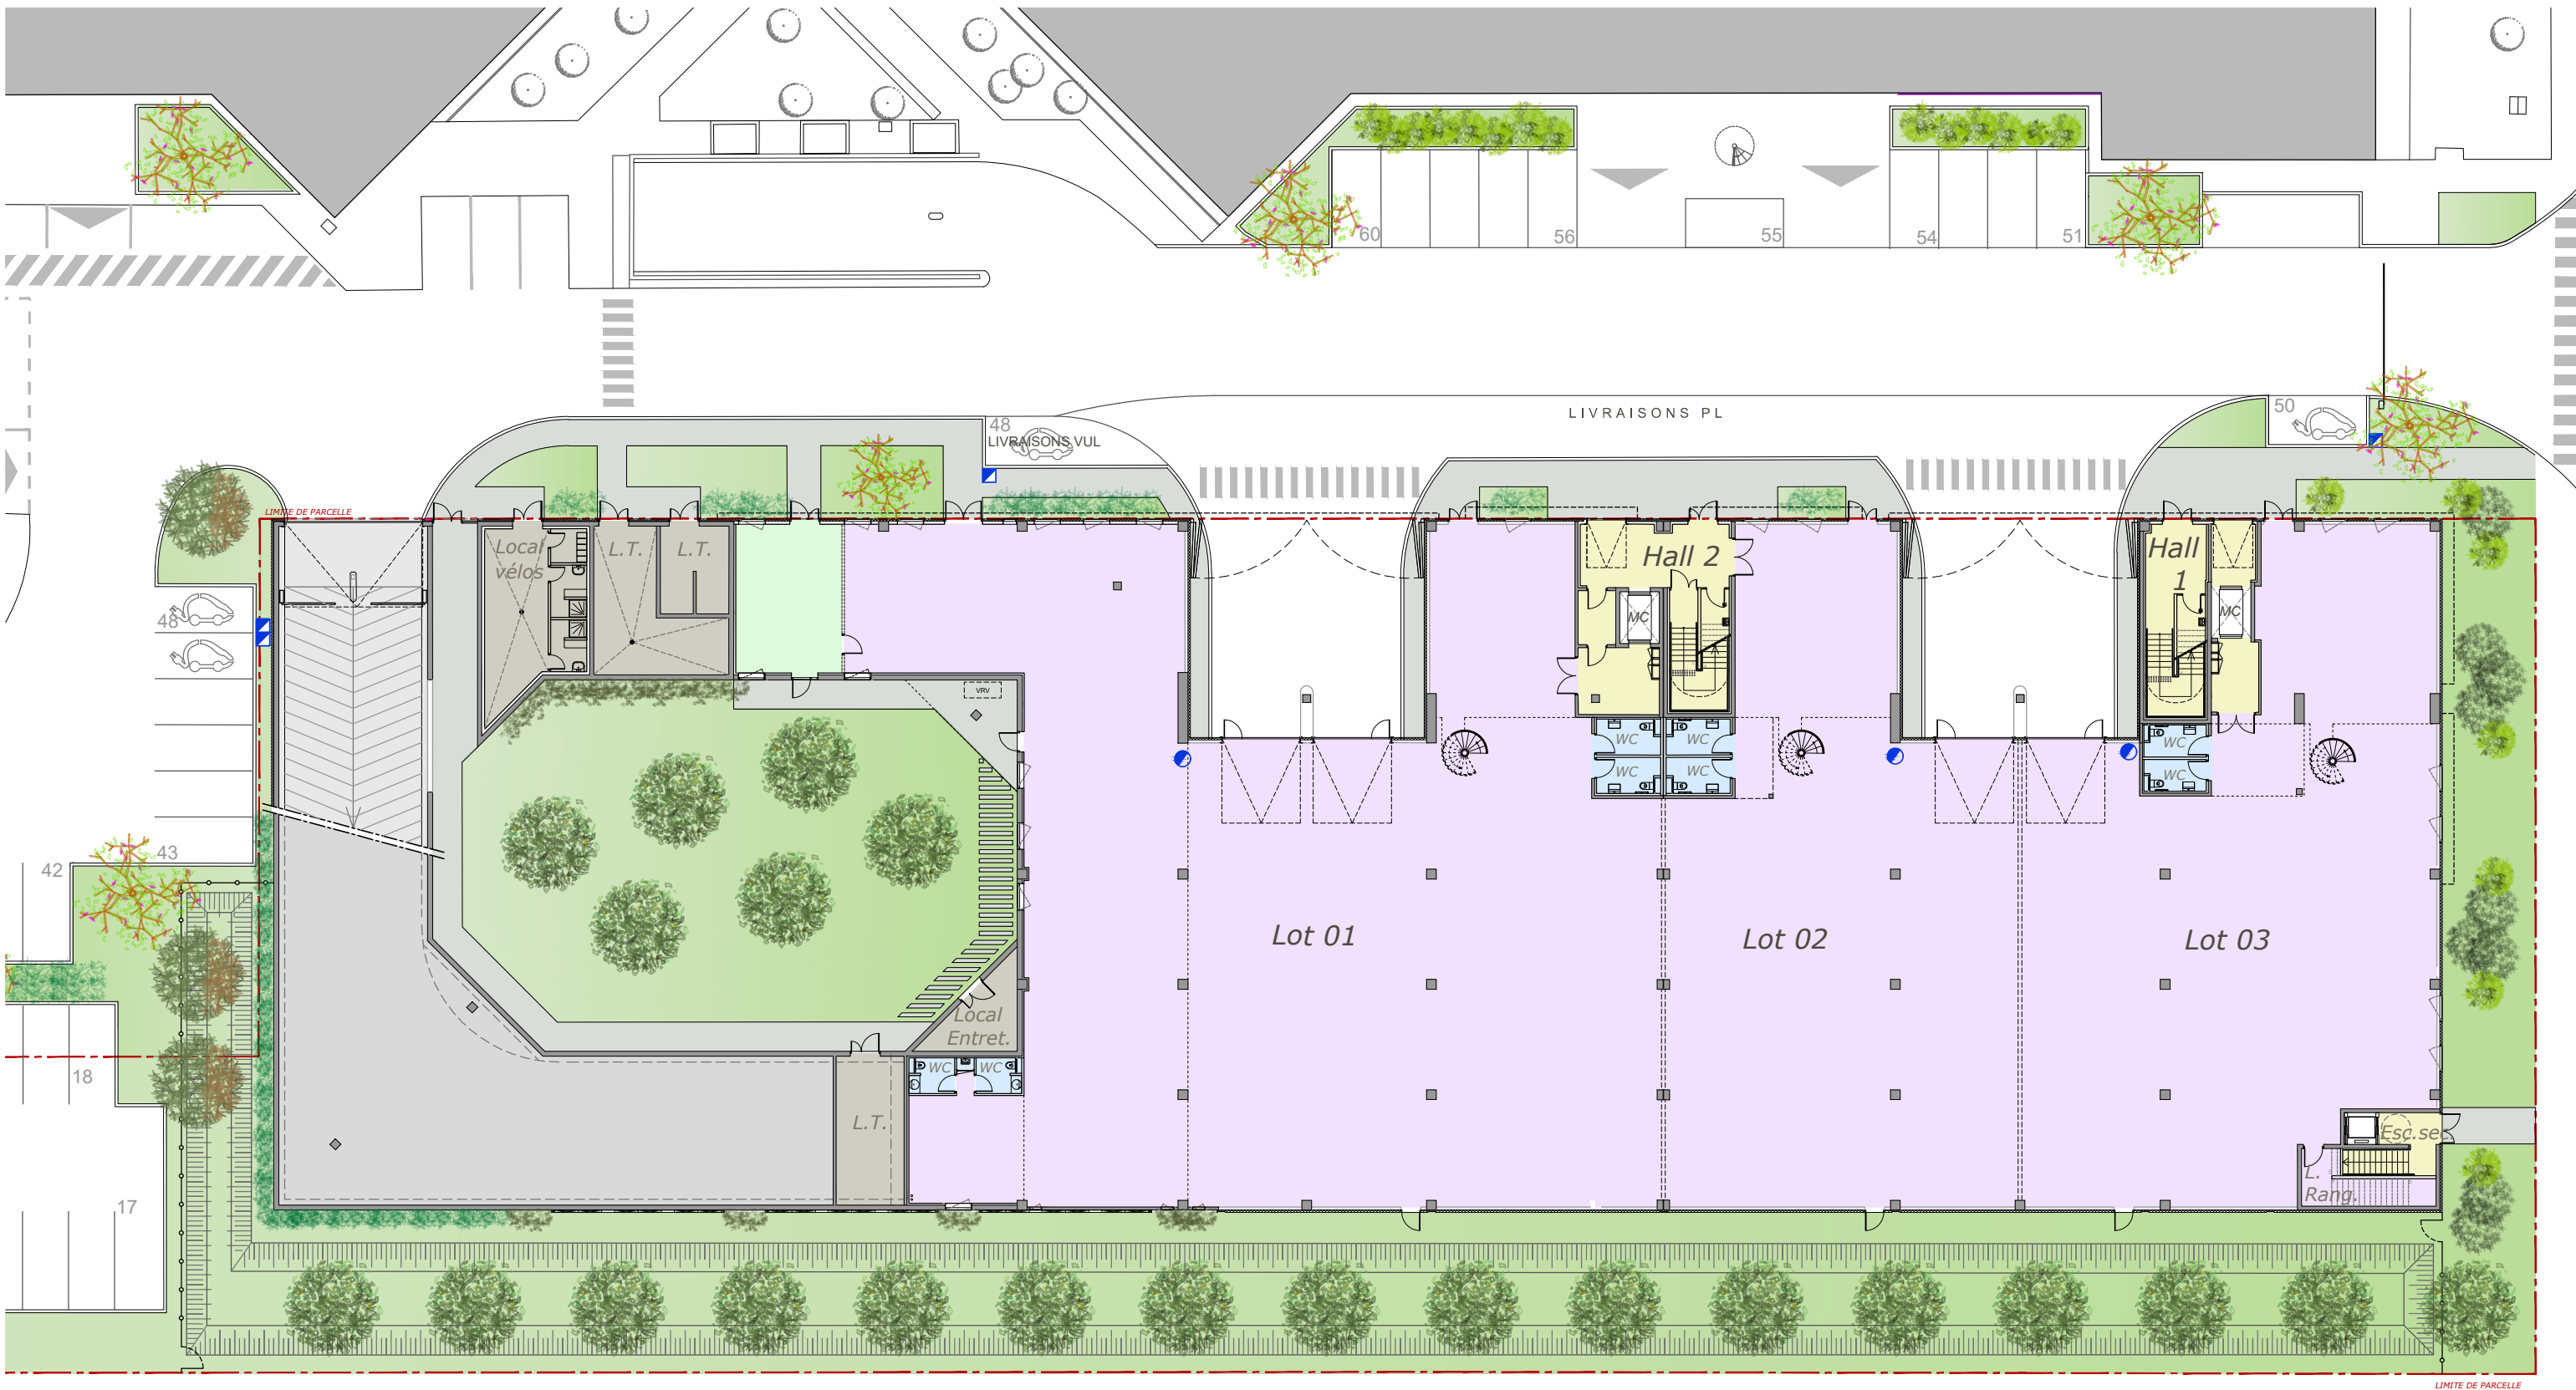 60
56
55
54
51
LIVRAISONS PL
48
LIVRAISONS VUL
50
LIMITE DE PARCELLE
Local
vélos
L.T.
L.T.
Hall 2
Hall
1
MC
MC
48
VRV
WC
WC
WC
WC
WC
WC
43
42
Lot 01
Lot 02
Lot 03
Local
Entret.
WC
WC
18
L.T.
Esc.sec.
L.
Rang.
17
LIMITE DE PARCELLE